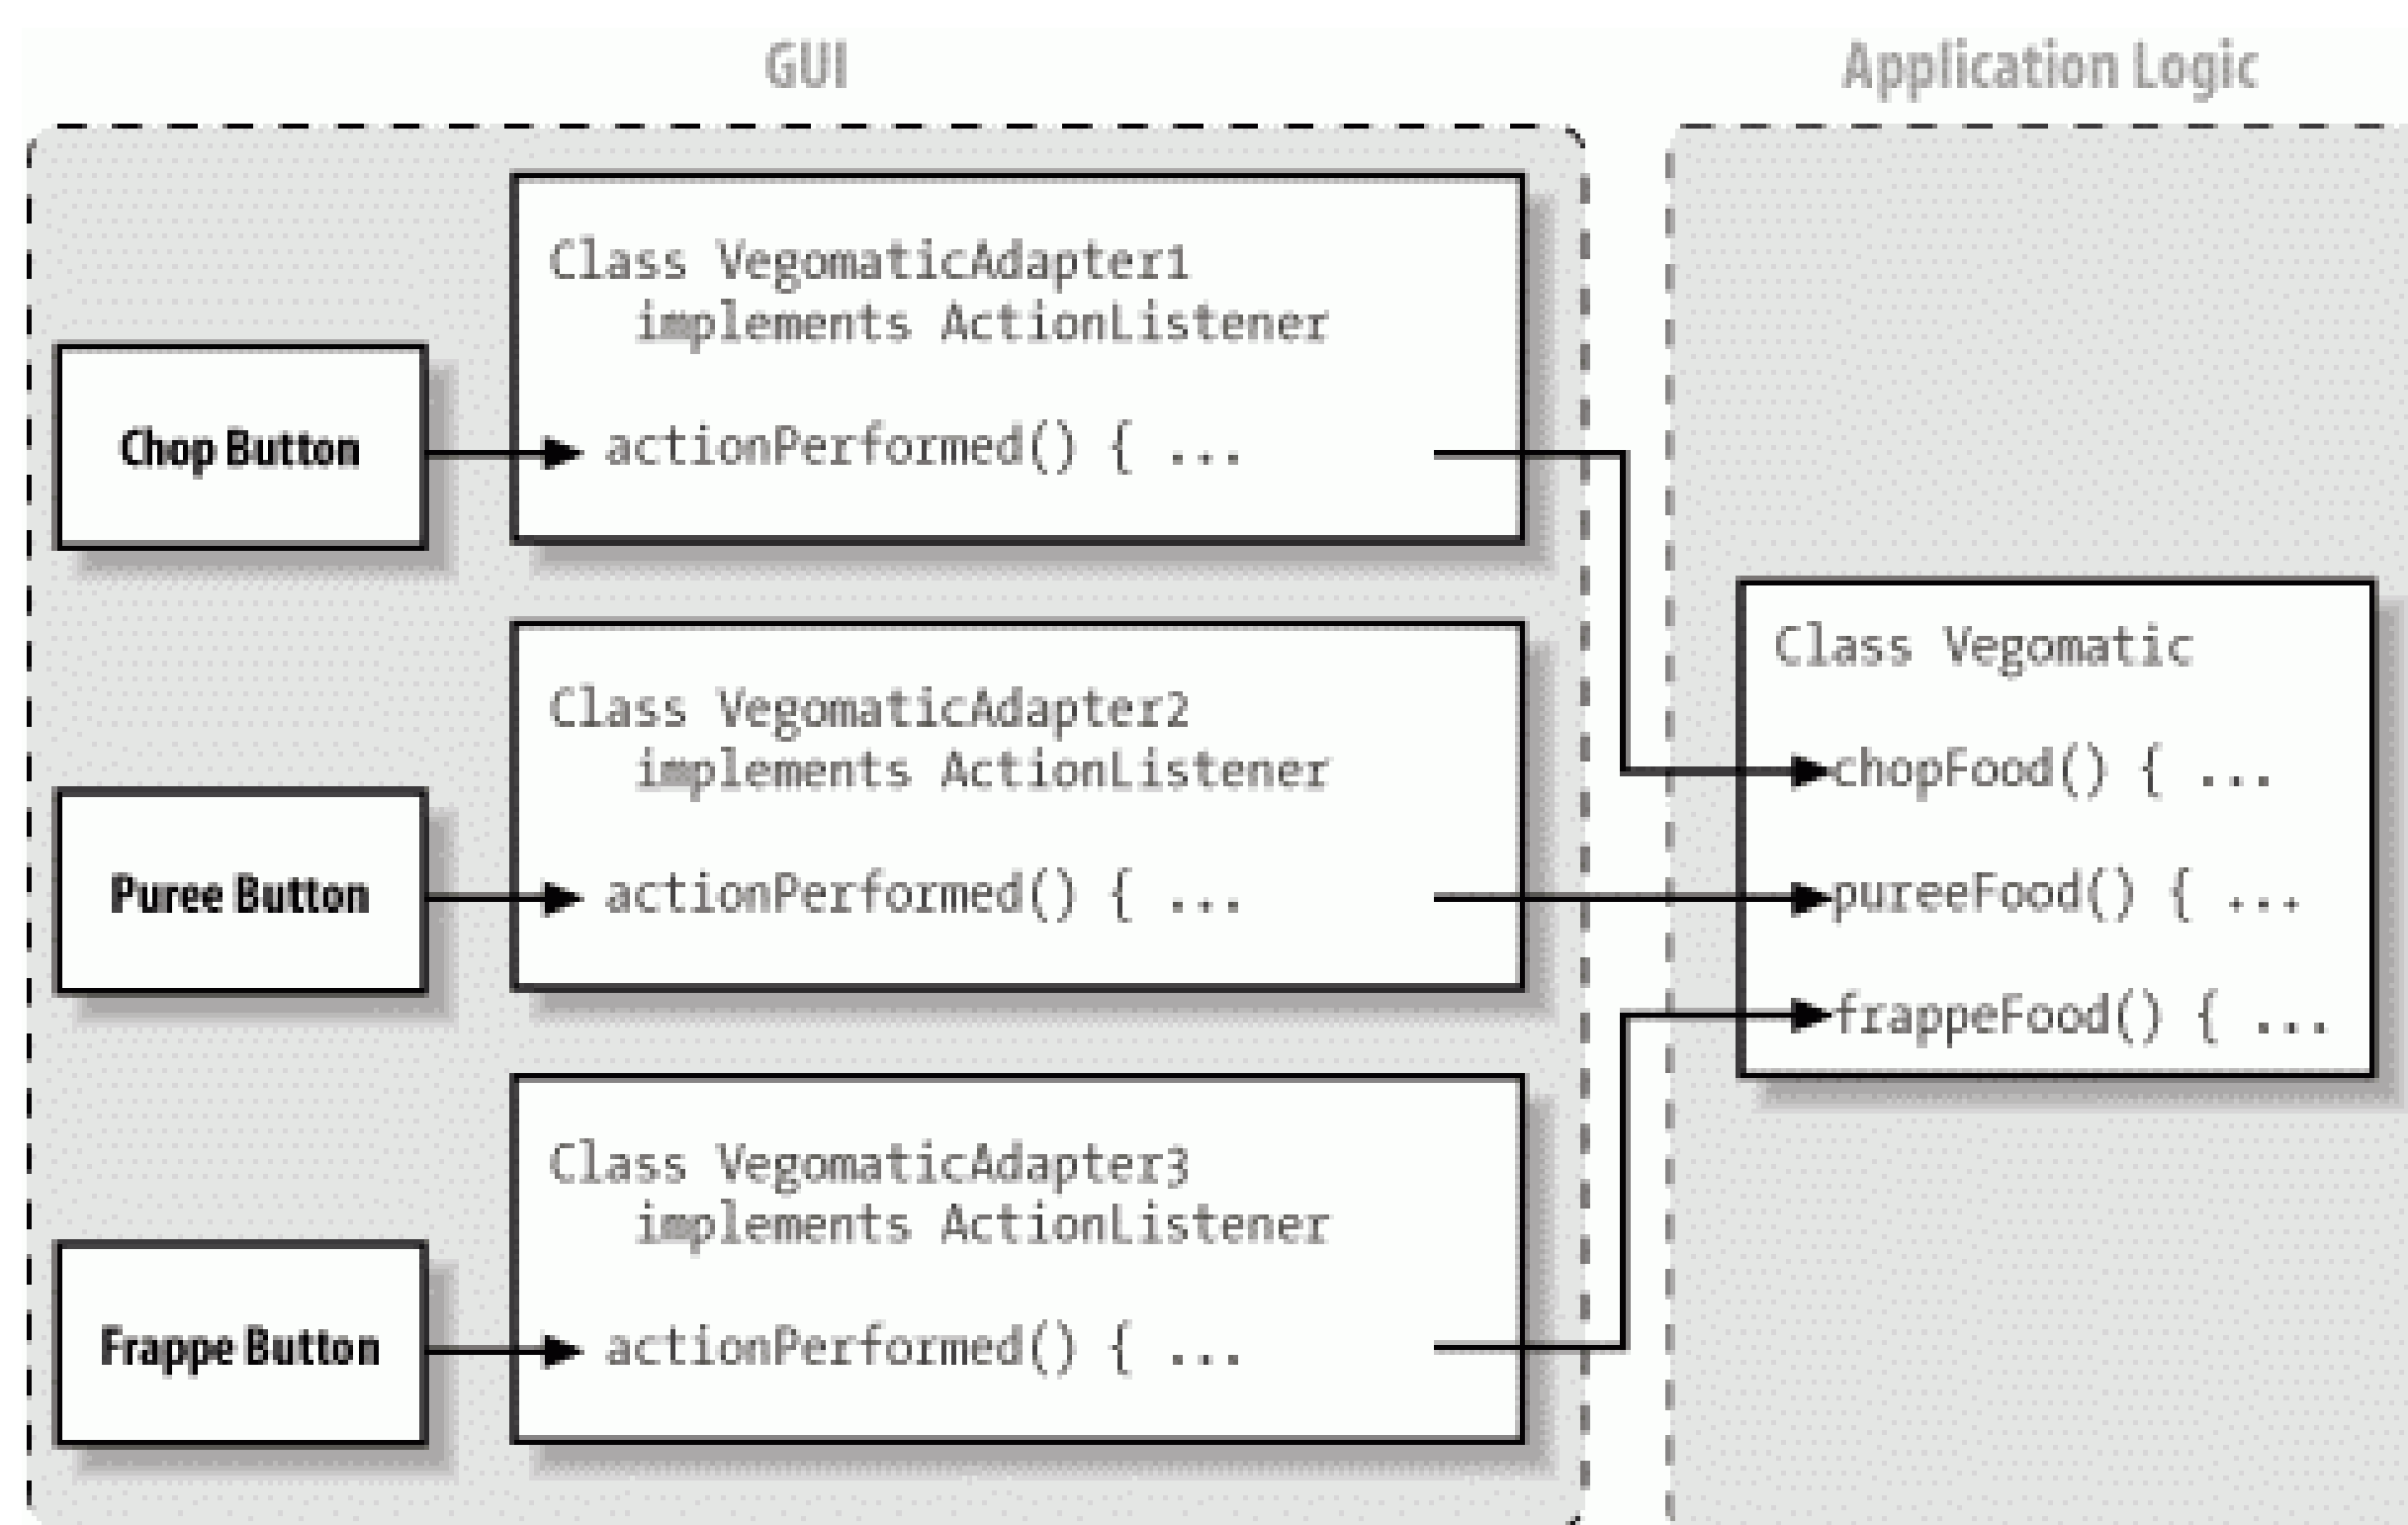 GUI
Application Logic
Class VegomaticAdapter1
implements ActionListener
Chop Button
actionPerformed() { ...
Class VegomaticAdapter2
implements ActionListener
Puree Button
actionPerformed() { ...
Class VegomaticAdapter3
implements ActionListener
Frappe Button
actionPerformed() { ...
Class Vegomatic
chopFood() { ...
pureeFood() { ...
frappeFood() { ...